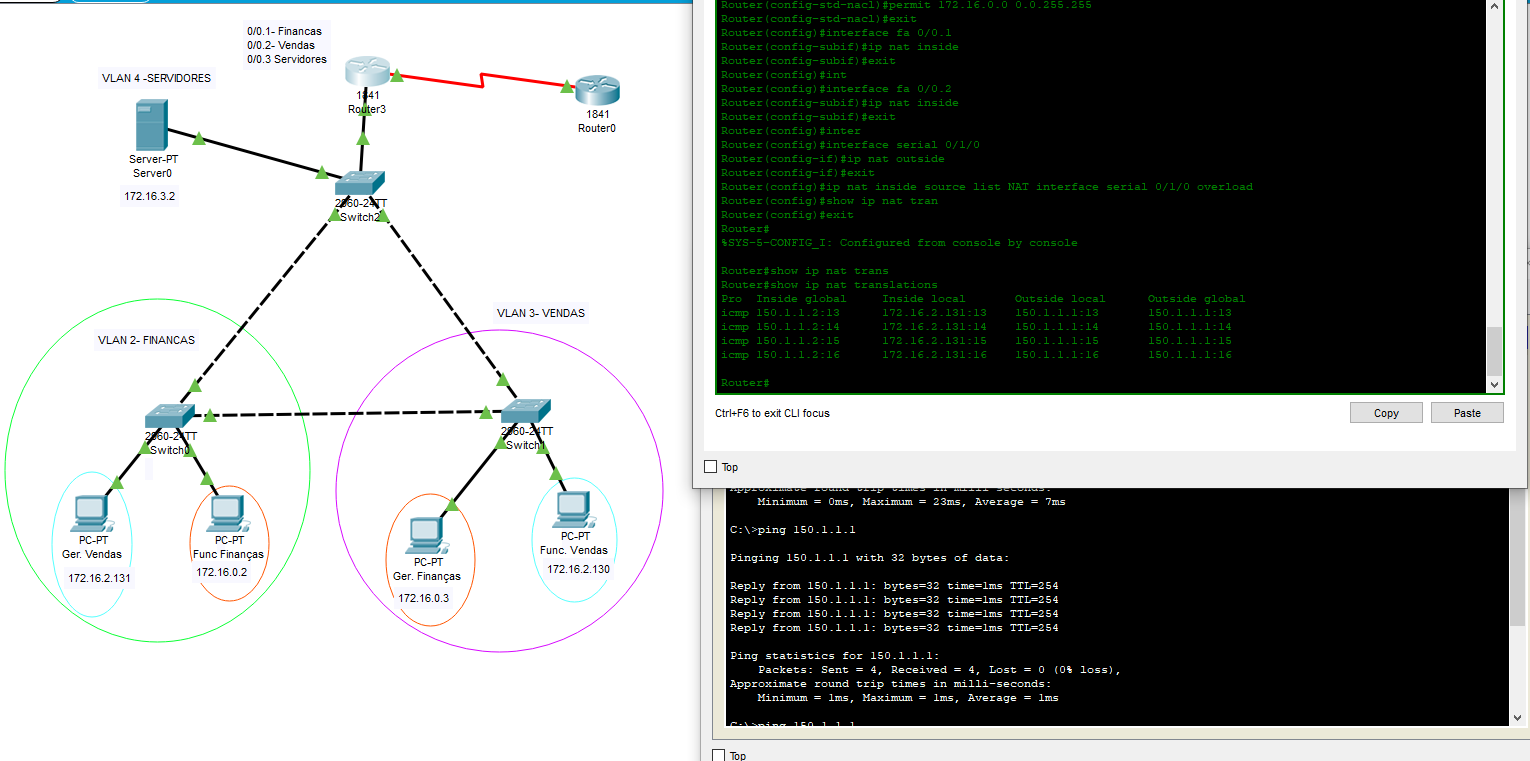 0/0.1- Financas
0/0.2- Vendas
0/0.3 Servidores
VLAN 4 -SERVIDORES
1841
Router3
1841
Router0
Server-PT
Server0
172.16.3.2
2960-24TT
Switch2
VLAN 2- FINANCAS
VLAN 3- VENDAS
2960-24TT
Switch0
2960-24TT
Switch1
PC-PT
Ger. Vendas
172.16.2.131
PC-PT
Func Finanças
172.16.0.2
PC-PT
Ger. Finanças
172.16.0.3
PC-PT
Func. Vendas
172.16.2.130
Router(config-std-nacl)#permit 172.16.0.0 0.0.255.255
Router(config-std-nacl)#exit
Router(config)#interface fa 0/0.1
Router(config-subif)#ip nat inside
Router(config-subif)#exit
Router(config)#int
Router(config)#interface fa 0/0.2
Router(config-subif)#ip nat inside
Router(config-subif)#exit
Router(config)#inter
Router(config)#interface serial 0/1/0
Router(config-if)#ip nat outside
Router(config-if)#exit
Router(config)#ip nat inside source list NAT interface serial 0/1/0 overload
Router(config)#show ip nat tran
Router(config)#exit
Router#
%SYS-5-CONFIG_I: Configured from console by console
Router#show ip nat trans
Router#show ip nat translations
Pro  Inside global     Inside local       Outside local      Outside global
icmp 150.1.1.2:13      172.16.2.131:13    150.1.1.1:13       150.1.1.1:13
icmp 150.1.1.2:14      172.16.2.131:14    150.1.1.1:14       150.1.1.1:14
icmp 150.1.1.2:15      172.16.2.131:15    150.1.1.1:15       150.1.1.1:15
icmp 150.1.1.2:16      172.16.2.131:16    150.1.1.1:16       150.1.1.1:16
Router#
Ctrl+F6 to exit CLI focus
Copy
Paste
Top
Approximate round trip times in milli-seconds:
Minimum = 0ms, Maximum = 23ms, Average = 7ms
C:\>ping 150.1.1.1
Pinging 150.1.1.1 with 32 bytes of data:
Reply from 150.1.1.1: bytes=32 time=1ms TTL=254
Reply from 150.1.1.1: bytes=32 time=1ms TTL=254
Reply from 150.1.1.1: bytes=32 time=1ms TTL=254
Reply from 150.1.1.1: bytes=32 time=1ms TTL=254
Ping statistics for 150.1.1.1:
Packets: Sent = 4, Received = 4, Lost = 0 (0% loss),
Approximate round trip times in milli-seconds:
Minimum = 1ms, Maximum = 1ms, Average = 1ms
C:\>ping 150.1.1.1
Top